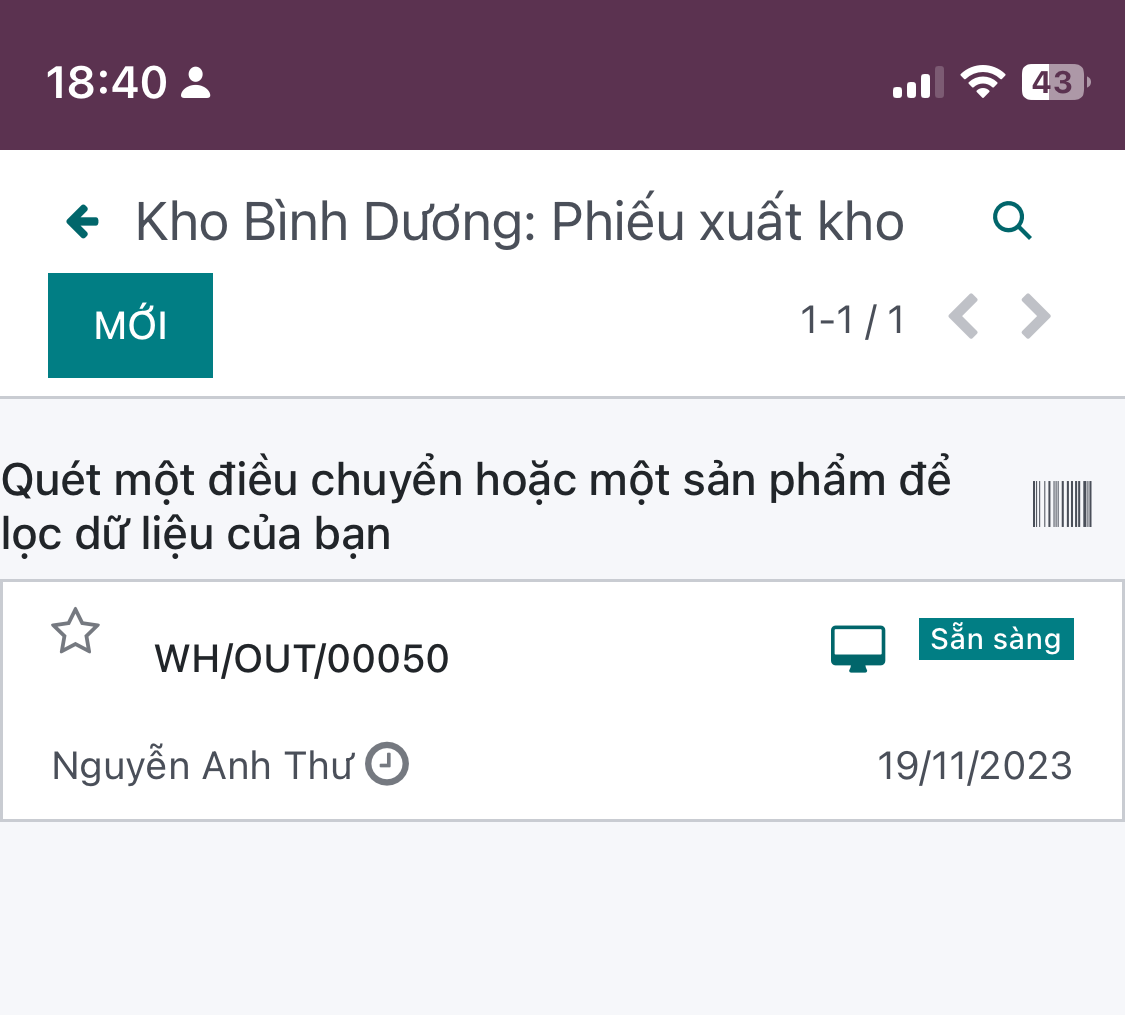 18:40
43
Kho Bình Dương: Phiếu xuất kho
MỚI
1-1 / 1
Quét một điều chuyển hoặc một sản phẩm để
lọc dữ liệu của bạn
WH/OUT/00050
Sẵn sàng
Nguyễn Anh Thư
19/11/2023